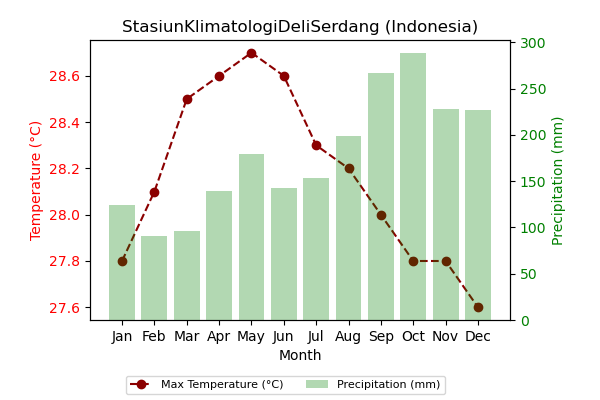 StasiunKlimatologiDeliSerdang (Indonesia)
Temperature (°C)
28.6
28.4
28.2
28.0
27.8
27.6
Precipitation (mm)
300
250
200
150
100
50
0
Jan Feb Mar Apr May Jun Jul Aug Sep Oct Nov Dec
Month
Max Temperature (°C) Precipitation (mm)